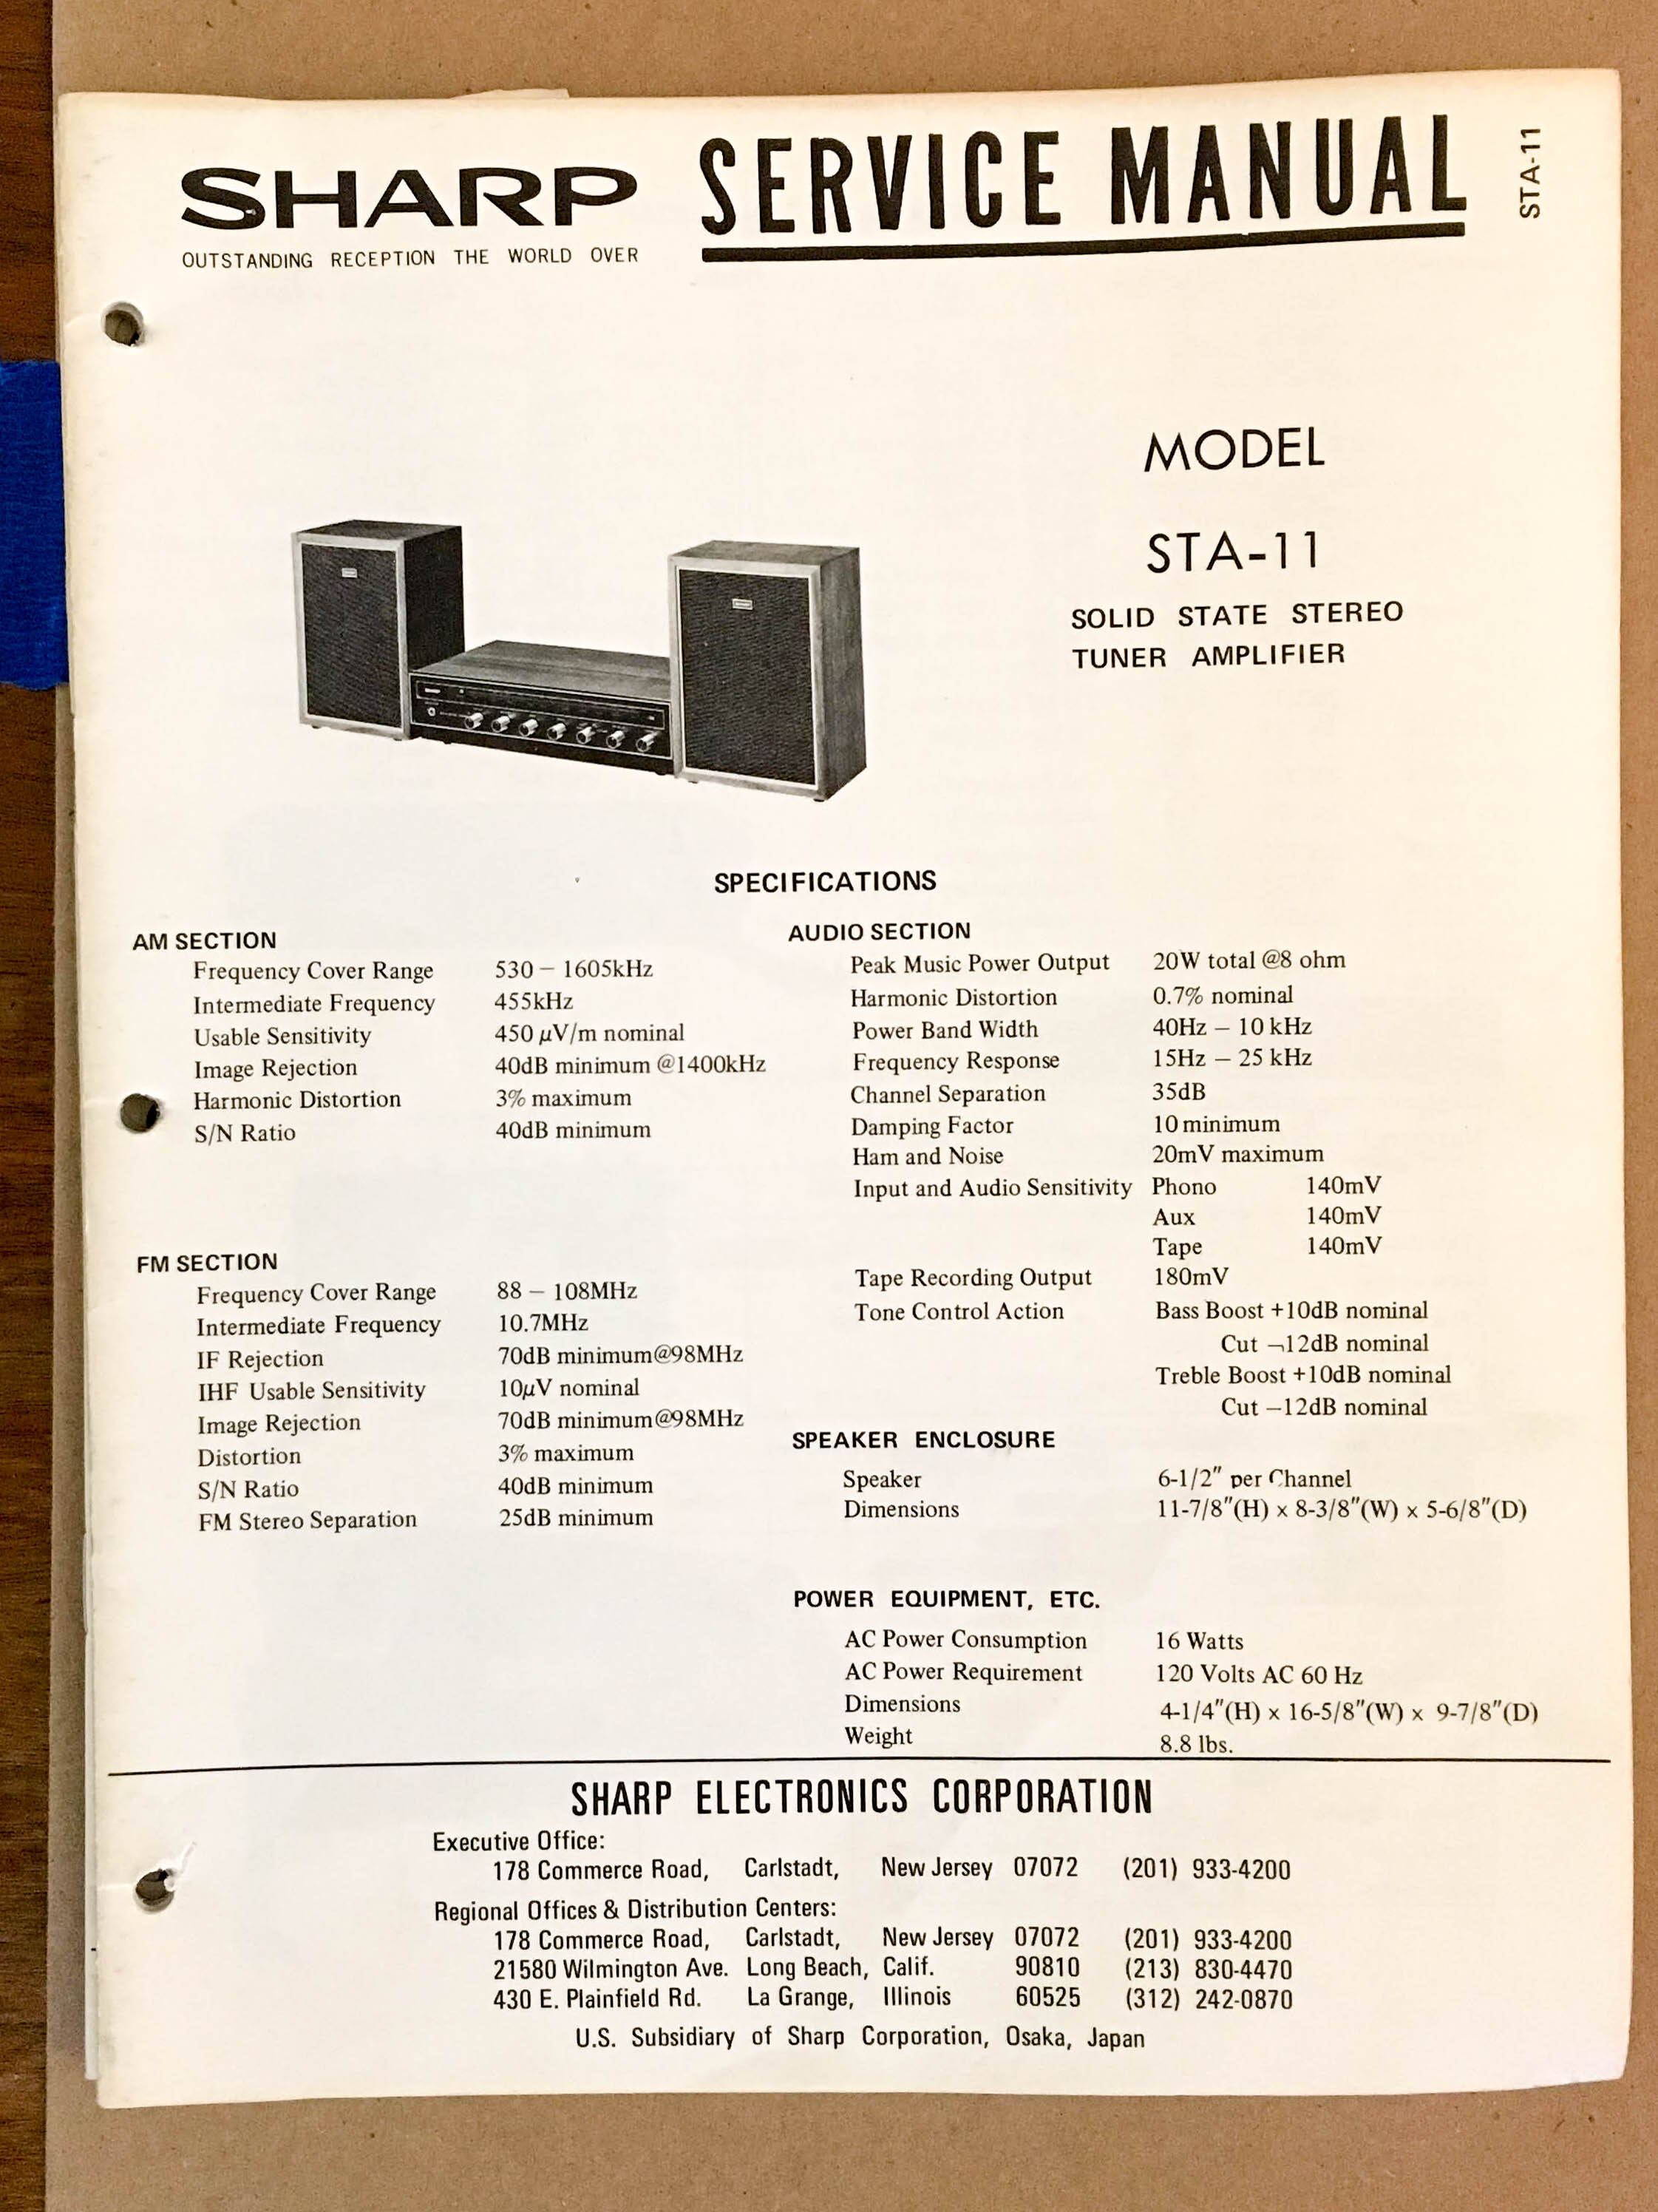 SHARP SERVICE MANUAL
STA-11
OUTSTANDING RECEPTION THE WORLD OVER
MODEL
STA-11
SOLID STATE STEREO
TUNER AMPLIFIER
SPECIFICATIONS
AM SECTION
Frequency Cover Range 530 – 1605kHz
Intermediate Frequency 455kHz
Usable Sensitivity 450 μV/m nominal
Image Rejection 40dB minimum @1400kHz
Harmonic Distortion 3% maximum
S/N Ratio 40dB minimum
FM SECTION
Frequency Cover Range 88 – 108MHz
Intermediate Frequency 10.7MHz
IF Rejection 70dB minimum@98MHz
IHF Usable Sensitivity 10μV nominal
Image Rejection 70dB minimum@98MHz
Distortion 3% maximum
S/N Ratio 40dB minimum
FM Stereo Separation 25dB minimum
AUDIO SECTION
Peak Music Power Output 20W total @8 ohm
Harmonic Distortion 0.7% nominal
Power Band Width 40Hz – 10 kHz
Frequency Response 15Hz – 25 kHz
Channel Separation 35dB
Damping Factor 10 minimum
Ham and Noise 20mV maximum
Input and Audio Sensitivity Phono 140mV
Aux 140mV
Tape 140mV
Tape Recording Output 180mV
Tone Control Action Bass Boost +10dB nominal
Cut –12dB nominal
Treble Boost +10dB nominal
Cut –12dB nominal
SPEAKER ENCLOSURE
Speaker 6-1/2" per Channel
Dimensions 11-7/8"(H) x 8-3/8"(W) x 5-6/8"(D)
POWER EQUIPMENT, ETC.
AC Power Consumption 16 Watts
AC Power Requirement 120 Volts AC 60 Hz
Dimensions 4-1/4"(H) x 16-5/8"(W) x 9-7/8"(D)
Weight 8.8 lbs.
SHARP ELECTRONICS CORPORATION
Executive Office:
178 Commerce Road, Carlstadt, New Jersey 07072 (201) 933-4200
Regional Offices & Distribution Centers:
178 Commerce Road, Carlstadt, New Jersey 07072 (201) 933-4200
21580 Wilmington Ave. Long Beach, Calif. 90810 (213) 830-4470
430 E. Plainfield Rd. La Grange, Illinois 60525 (312) 242-0870
U.S. Subsidiary of Sharp Corporation, Osaka, Japan